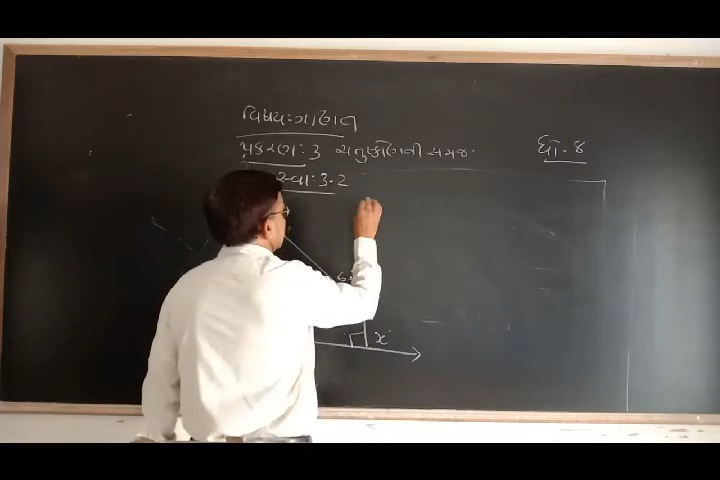 વિષય:ગણિત
પ્રકરણ:3 ચતુષ્કોણની સમજ.
ધો.૪
સ્વા:3.2
x